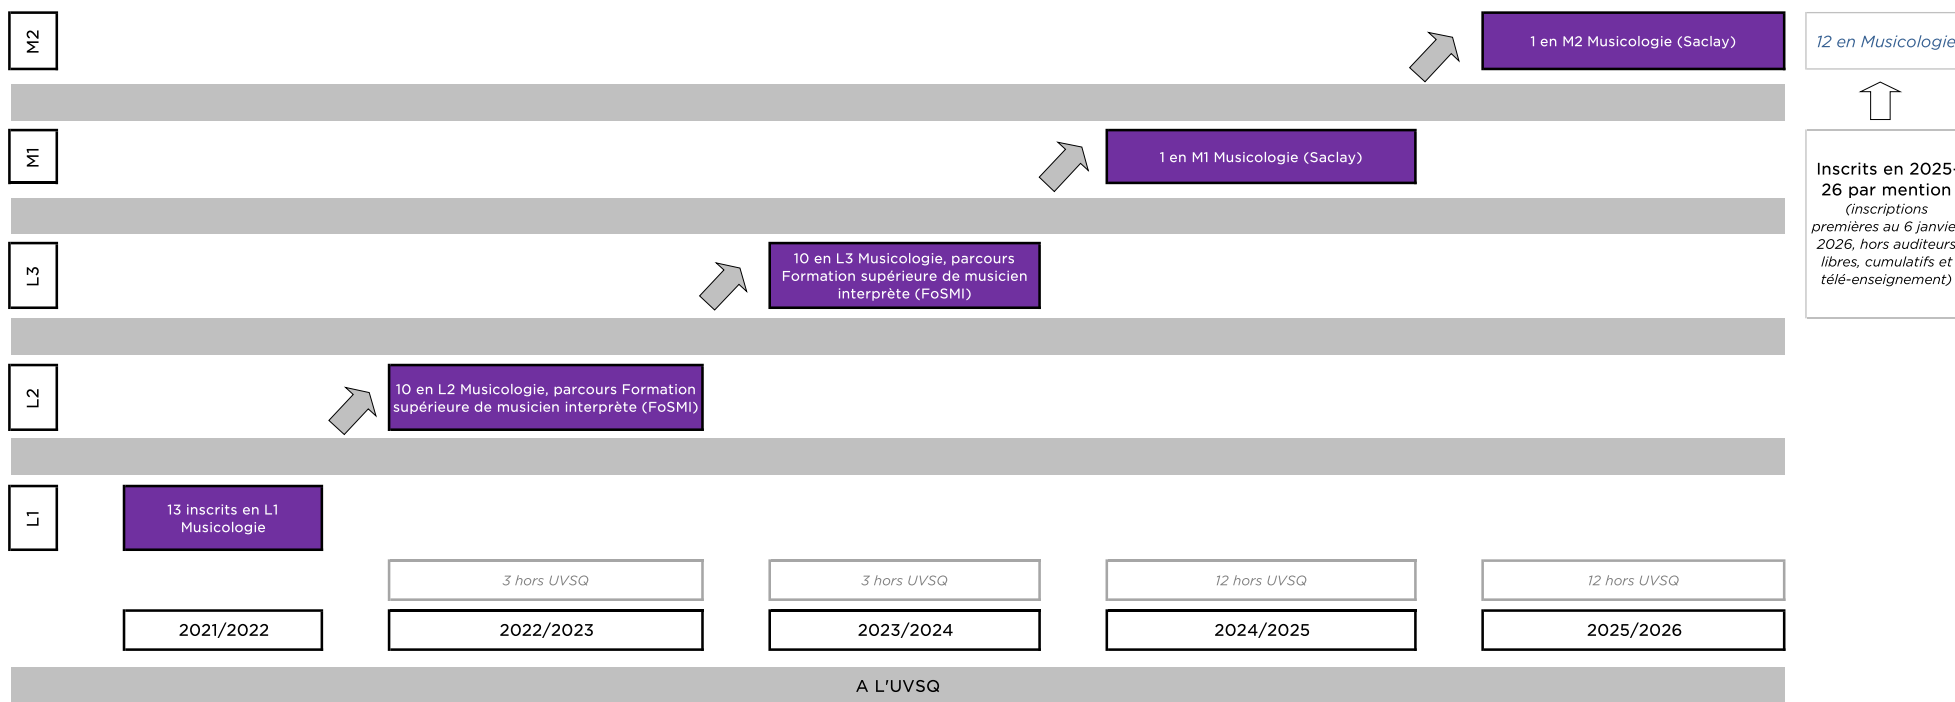 M2
1 en M2 Musicologie (Saclay)
12 en Musicologie
M1
1 en M1 Musicologie (Saclay)
Inscrits en 2025-
26 par mention
(inscriptions
premières au 6 janvie
2026, hors auditeurs
libres, cumulatifs et
télé-enseignement)
L3
10 en L3 Musicologie, parcours
Formation supérieure de musicien
interprète (FoSMI)
L2
10 en L2 Musicologie, parcours Formation
supérieure de musicien interprète (FoSMI)
L1
13 inscrits en L1
Musicologie
3 hors UVSQ
3 hors UVSQ
12 hors UVSQ
12 hors UVSQ
2021/2022
2022/2023
2023/2024
2024/2025
2025/2026
A L'UVSQ